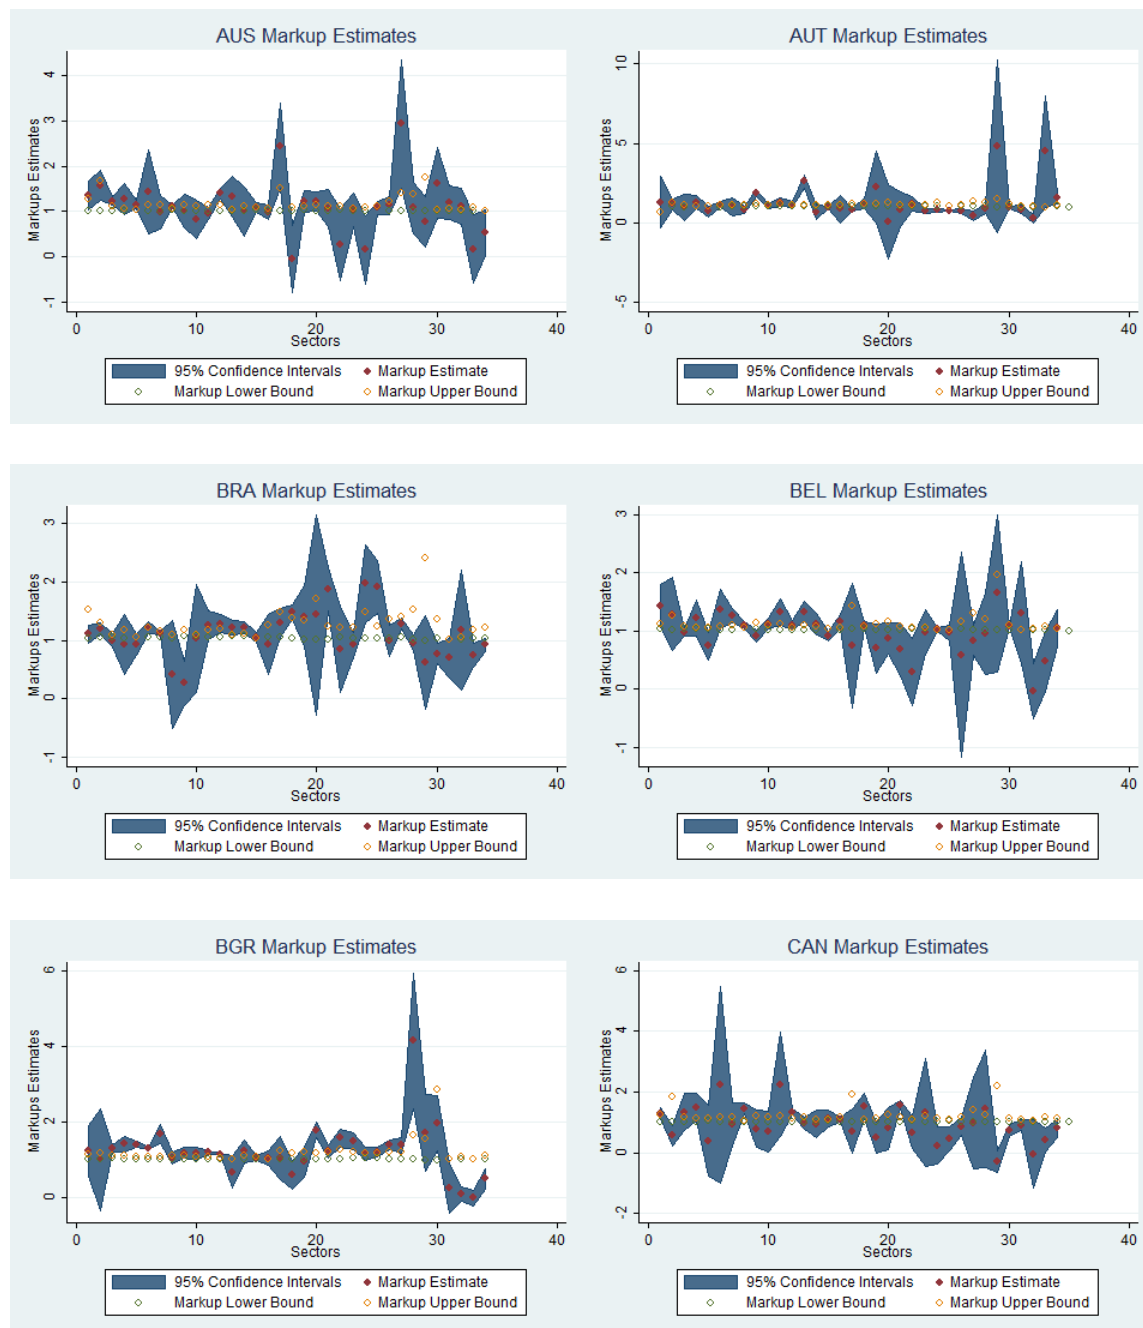 AUS Markup Estimates
Markups Estimates
4
3
2
1
0
-1
0 10 20 30 40
Sectors
95% Confidence Intervals Markup Estimate
Markup Lower Bound Markup Upper Bound
AUT Markup Estimates
Markups Estimates
10
5
0
-5
0 10 20 30 40
Sectors
95% Confidence Intervals Markup Estimate
Markup Lower Bound Markup Upper Bound
BRA Markup Estimates
Markups Estimates
3
2
1
0
-1
0 10 20 30 40
Sectors
95% Confidence Intervals Markup Estimate
Markup Lower Bound Markup Upper Bound
BEL Markup Estimates
Markups Estimates
3
2
1
0
-1
0 10 20 30 40
Sectors
95% Confidence Intervals Markup Estimate
Markup Lower Bound Markup Upper Bound
BGR Markup Estimates
Markups Estimates
6
4
2
0
0 10 20 30 40
Sectors
95% Confidence Intervals Markup Estimate
Markup Lower Bound Markup Upper Bound
CAN Markup Estimates
Markups Estimates
6
4
2
0
-2
0 10 20 30 40
Sectors
95% Confidence Intervals Markup Estimate
Markup Lower Bound Markup Upper Bound